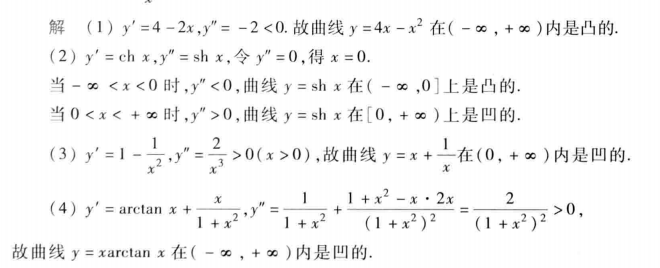 解 (1) y′=4-2x,y″=-2<0.故曲线 y=4x-x² 在(-∞,+∞)内是凸的.
(2) y′=ch x,y″=sh x,令 y″=0,得 x=0.
当-∞<x<0时,y″<0,曲线 y=sh x在(-∞,0]上是凸的.
当0<x<+∞时,y″>0,曲线 y=sh x在[0,+∞)上是凹的.
(3) y′=1-1/x²,y″=2/x³>0(x>0),故曲线 y=x+1/x在(0,+∞)内是凹的.
(4) y′=arctan x+x/(1+x²),y″=1/(1+x²)+(1+x²-x·2x)/(1+x²)²=2/(1+x²)²>0,
故曲线 y=xarctan x在(-∞,+∞)内是凹的.